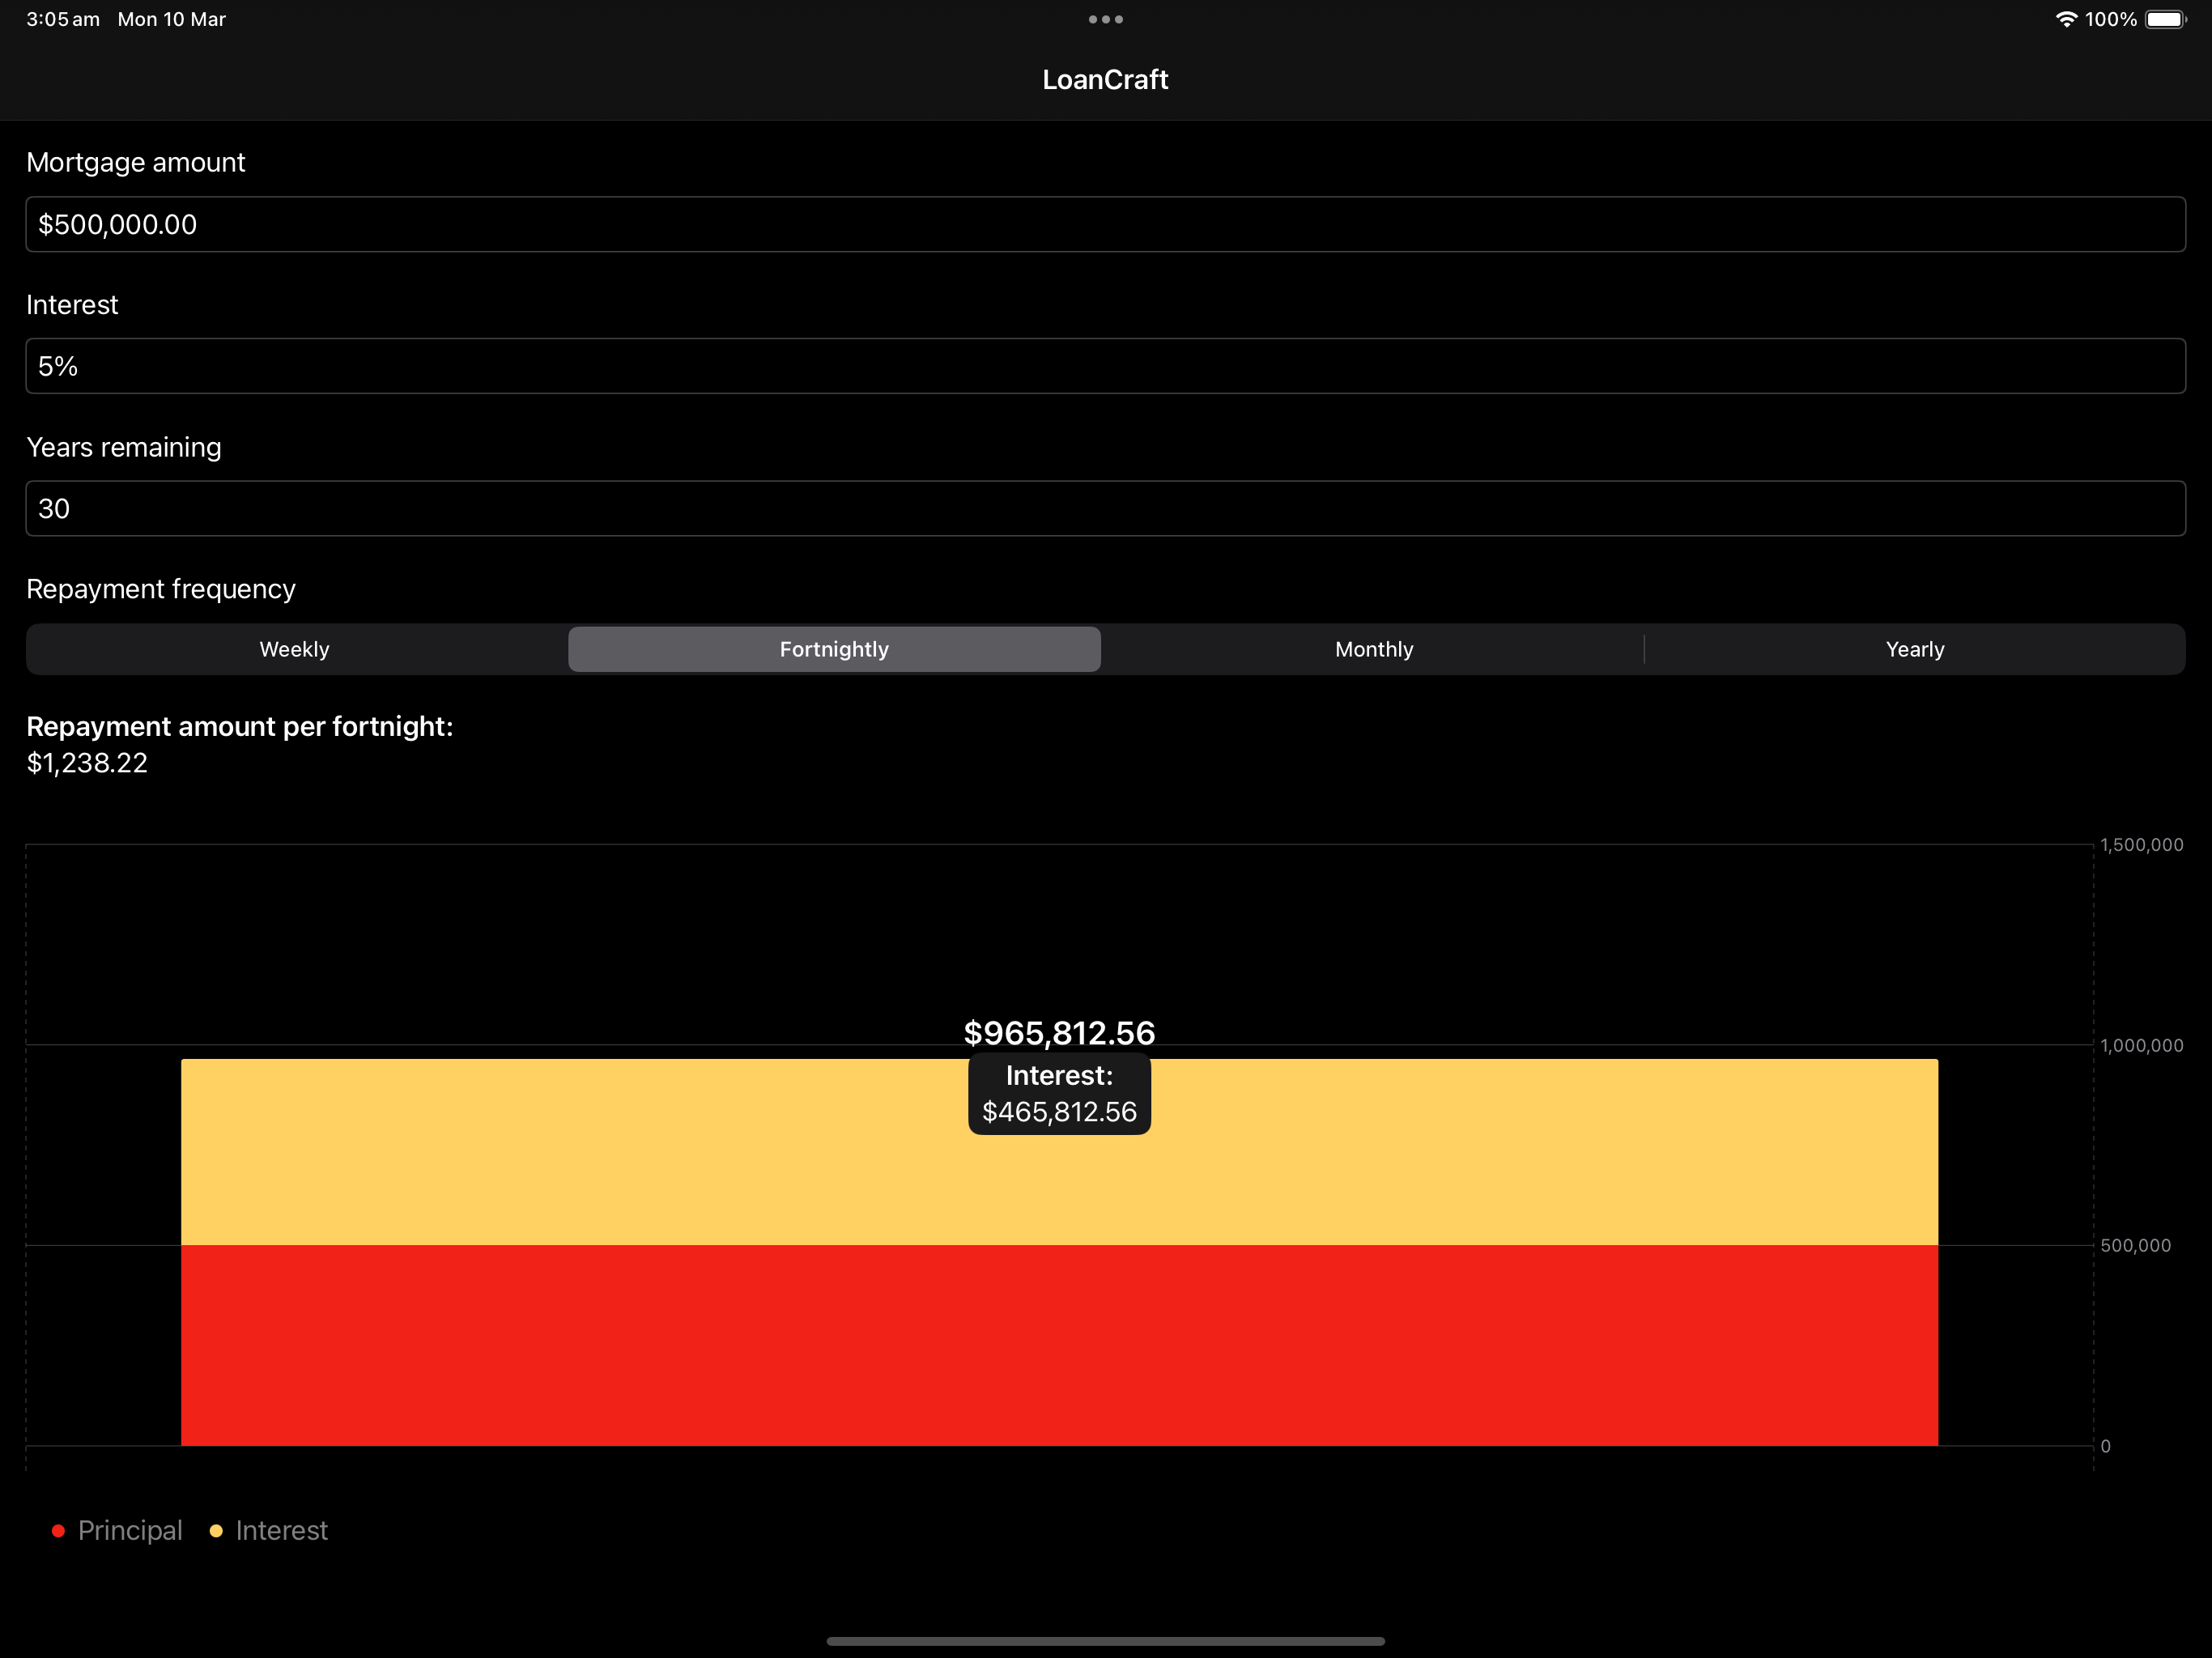 3:05 am Mon 10 Mar
100%
LoanCraft
Mortgage amount
$500,000.00
Interest
5%
Years remaining
30
Repayment frequency
Weekly Fortnightly Monthly Yearly
Repayment amount per fortnight:
$1,238.22
1,500,000
$965,812.56
1,000,000
Interest:
$465,812.56
500,000
0
Principal Interest